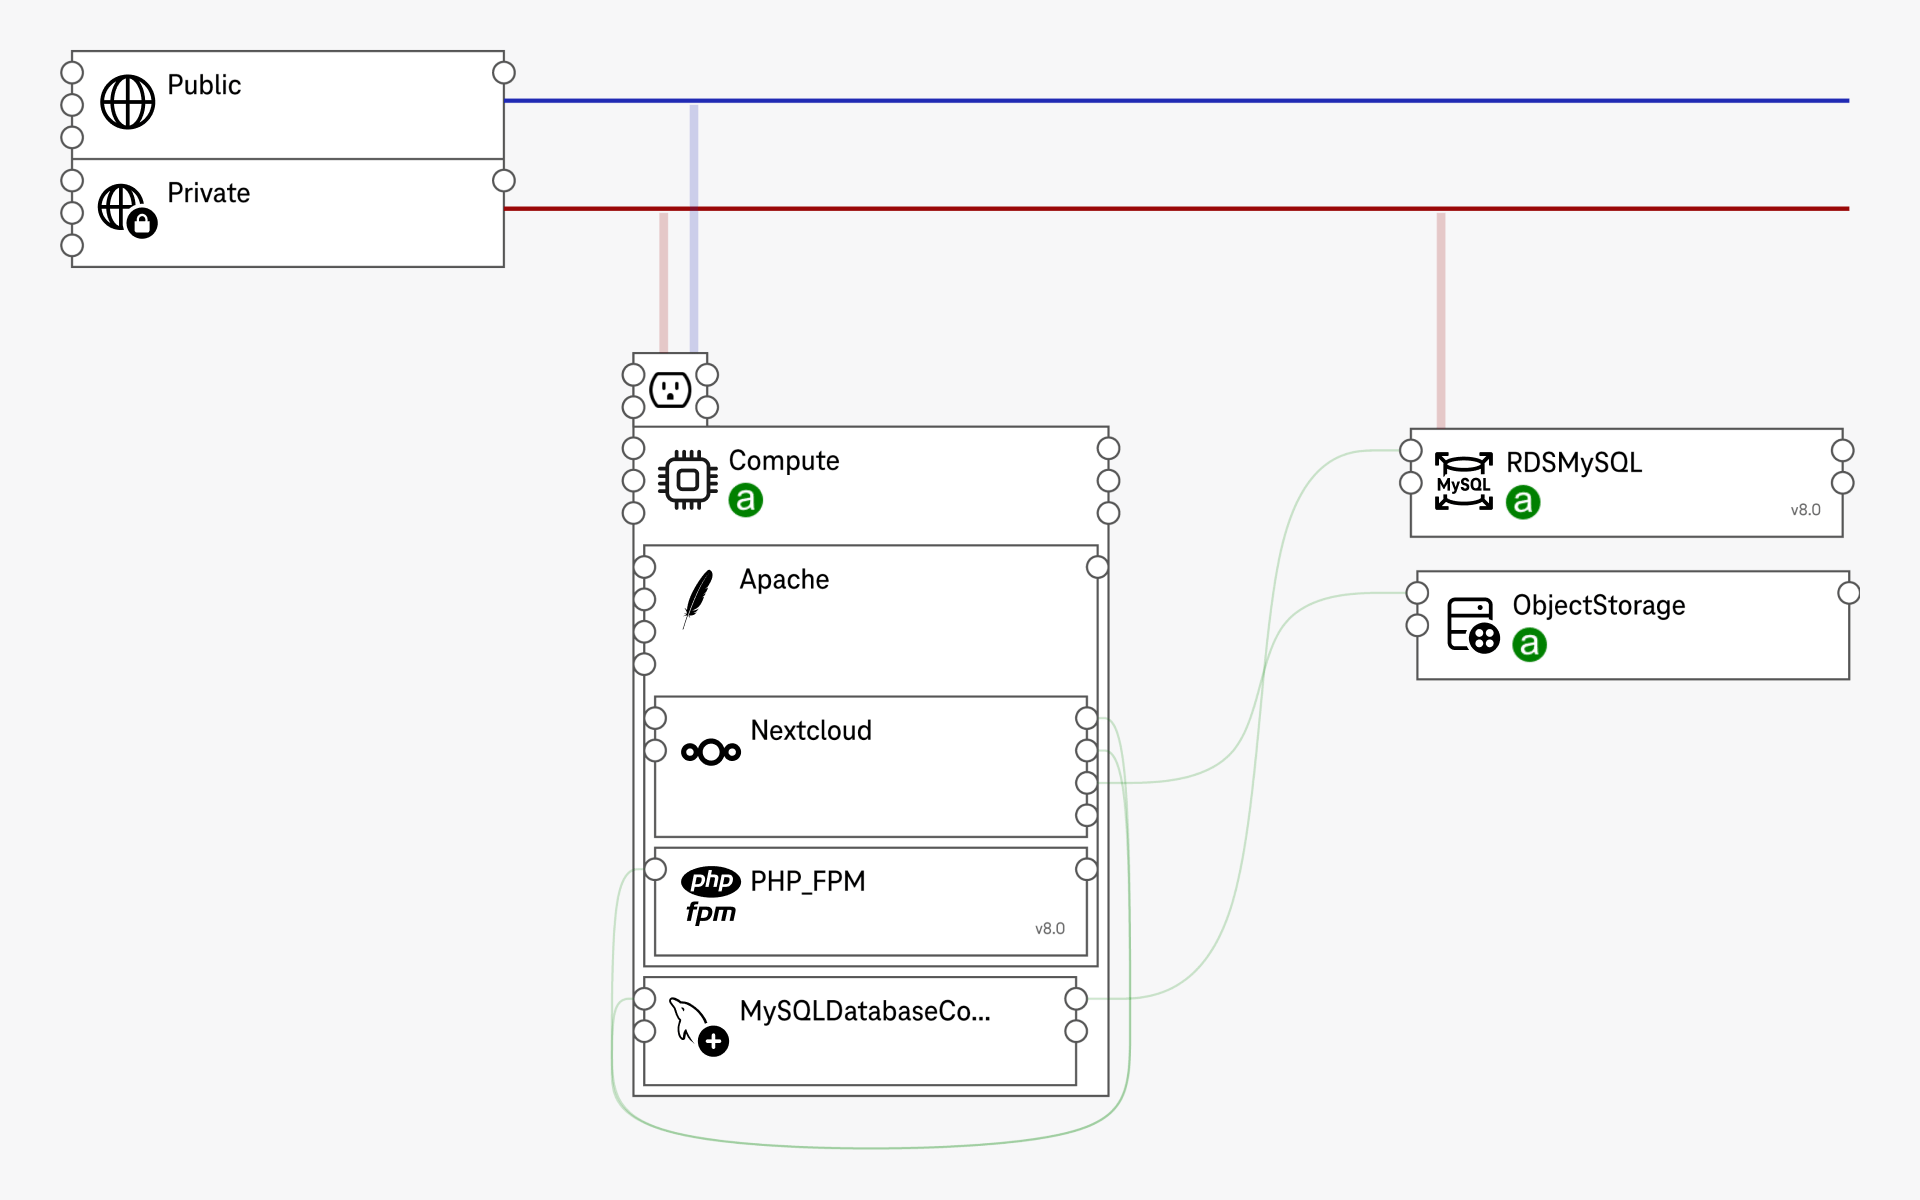 Public
Private
Compute
a
Apache
Nextcloud
php
fpm
PHP_FPM
v8.0
MySQLDatabaseCo...
MySQL
RDSMySQL
a
v8.0
ObjectStorage
a